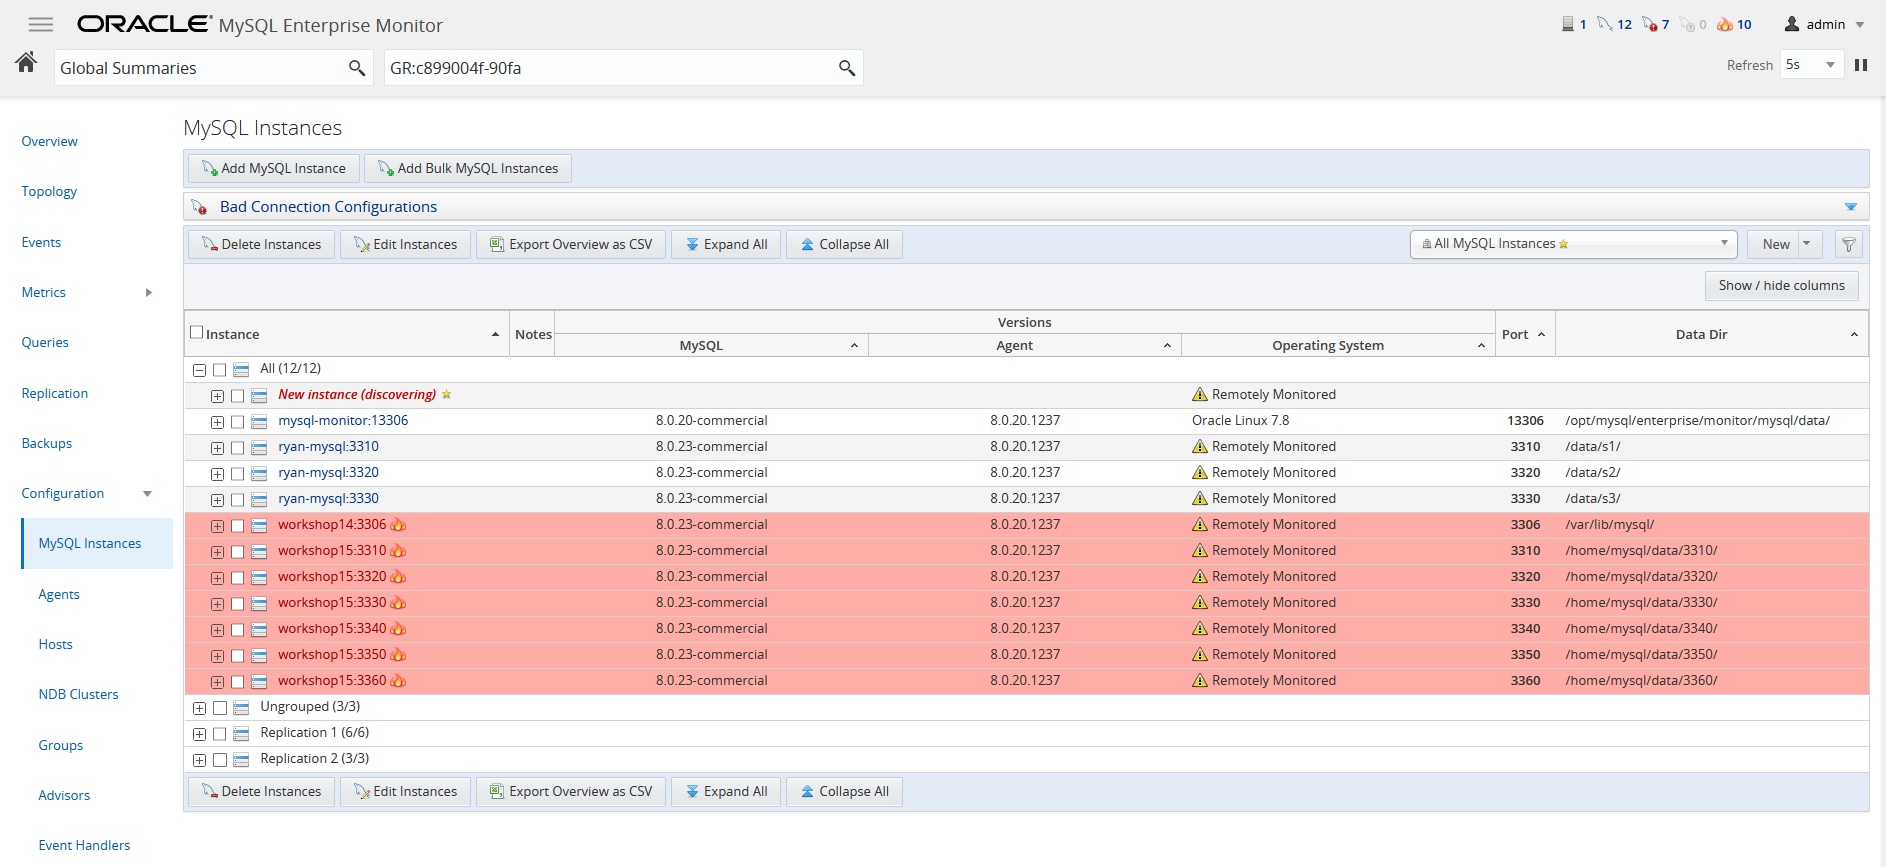 ORACLE® MySQL Enterprise Monitor
1 12 7 0 10 admin
Global Summaries GR:c899004f-90fa Refresh 5s
Overview
Topology
Events
Metrics
Queries
Replication
Backups
Configuration
MySQL Instances
Agents
Hosts
NDB Clusters
Groups
Advisors
Event Handlers
MySQL Instances
Add MySQL Instance Add Bulk MySQL Instances
Bad Connection Configurations
Delete Instances Edit Instances Export Overview as CSV Expand All Collapse All All MySQL Instances New
Show / hide columns
Instance Notes Versions Port Data Dir
MySQL Agent Operating System
All (12/12)
New instance (discovering) Remotely Monitored
mysql-monitor:13306 8.0.20-commercial 8.0.20.1237 Oracle Linux 7.8 13306 /opt/mysql/enterprise/monitor/mysql/data/
ryan-mysql:3310 8.0.23-commercial 8.0.20.1237 Remotely Monitored 3310 /data/s1/
ryan-mysql:3320 8.0.23-commercial 8.0.20.1237 Remotely Monitored 3320 /data/s2/
ryan-mysql:3330 8.0.23-commercial 8.0.20.1237 Remotely Monitored 3330 /data/s3/
workshop14:3306 8.0.23-commercial 8.0.20.1237 Remotely Monitored 3306 /var/lib/mysql/
workshop15:3310 8.0.23-commercial 8.0.20.1237 Remotely Monitored 3310 /home/mysql/data/3310/
workshop15:3320 8.0.23-commercial 8.0.20.1237 Remotely Monitored 3320 /home/mysql/data/3320/
workshop15:3330 8.0.23-commercial 8.0.20.1237 Remotely Monitored 3330 /home/mysql/data/3330/
workshop15:3340 8.0.23-commercial 8.0.20.1237 Remotely Monitored 3340 /home/mysql/data/3340/
workshop15:3350 8.0.23-commercial 8.0.20.1237 Remotely Monitored 3350 /home/mysql/data/3350/
workshop15:3360 8.0.23-commercial 8.0.20.1237 Remotely Monitored 3360 /home/mysql/data/3360/
Ungrouped (3/3)
Replication 1 (6/6)
Replication 2 (3/3)
Delete Instances Edit Instances Export Overview as CSV Expand All Collapse All